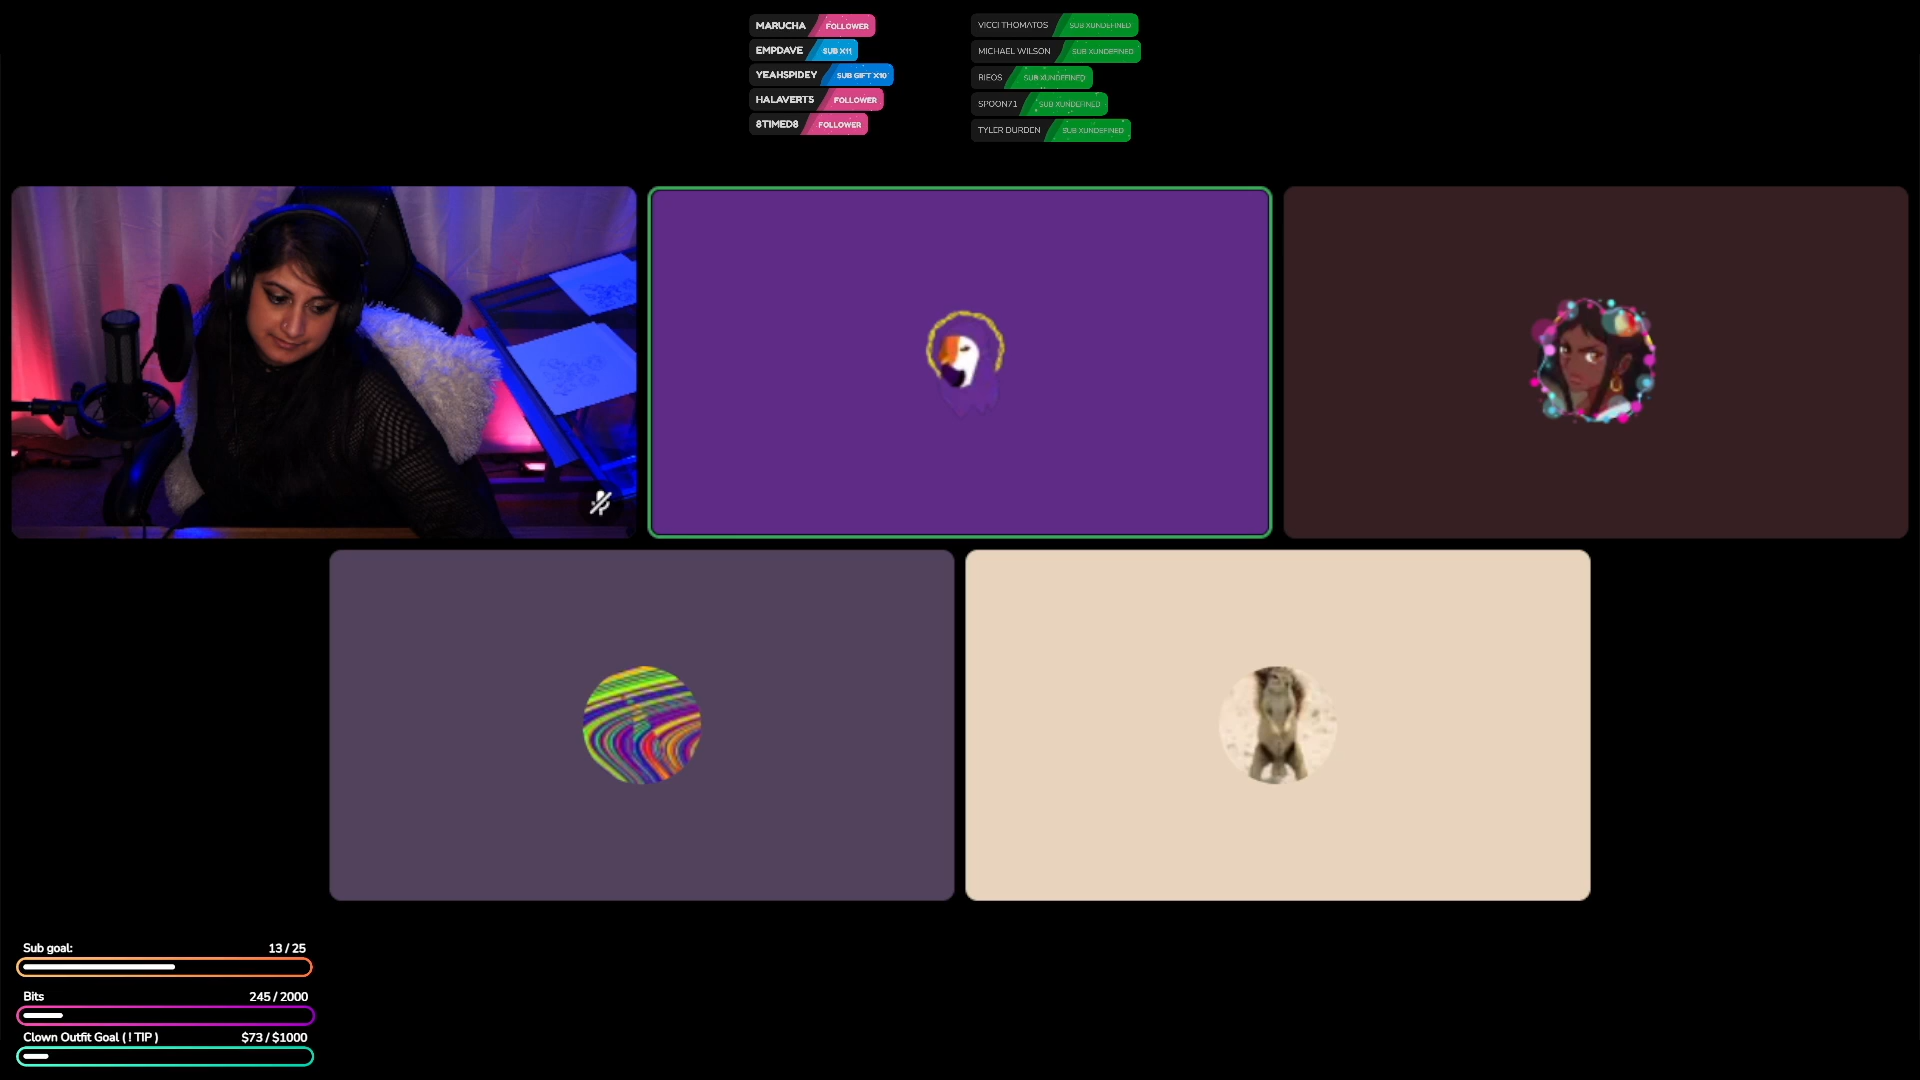 MARUCHA FOLLOWER
EMPDAVE SUB X11
YEAHSPIDEY SUB GIFT X10
HALAVERT5 FOLLOWER
8TIMED8 FOLLOWER
VICCI THOMATOS SUB XUNDEFINED
MICHAEL WILSON SUB XUNDEFINED
RIEOS SUB XUNDEFINED
SPOON71 SUB XUNDEFINED
TYLER DURDEN SUB XUNDEFINED
Sub goal: 13 / 25
Bits 245 / 2000
Clown Outfit Goal ( ! TIP ) $73 / $1000